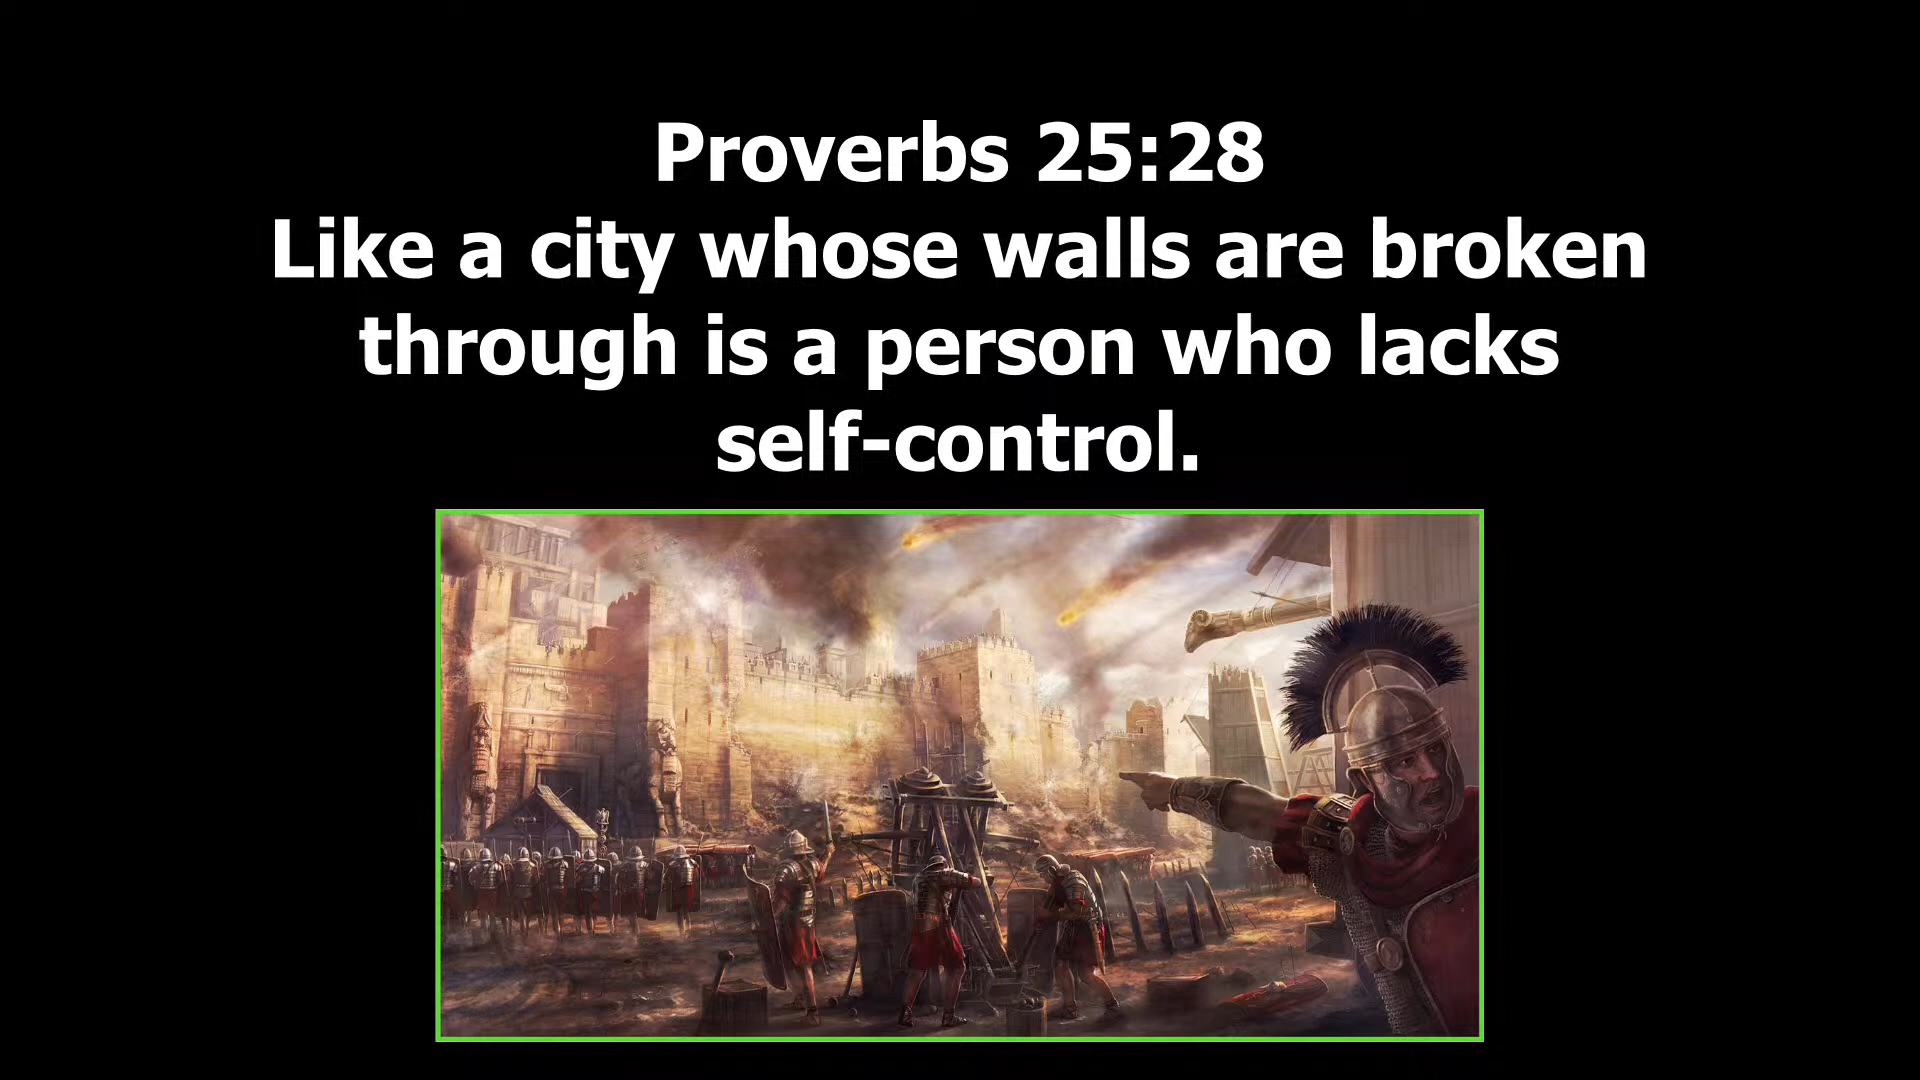 Proverbs 25:28
Like a city whose walls are broken
through is a person who lacks
self-control.